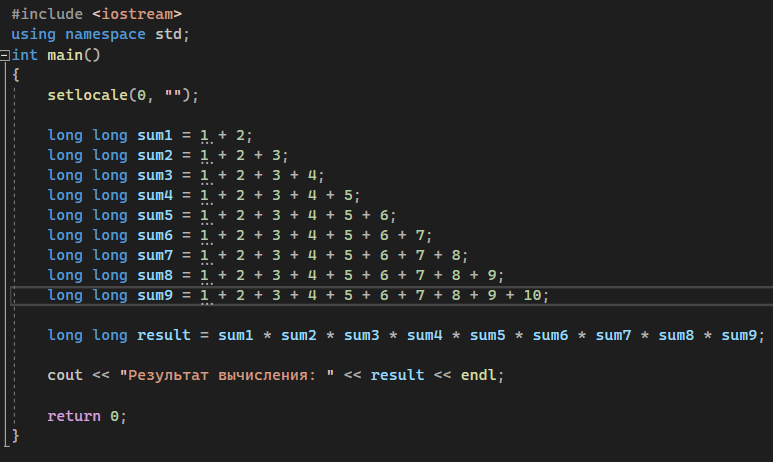 #include <iostream>
using namespace std;
int main()
{
setlocale(0, "");
long long sum1 = 1 + 2;
long long sum2 = 1 + 2 + 3;
long long sum3 = 1 + 2 + 3 + 4;
long long sum4 = 1 + 2 + 3 + 4 + 5;
long long sum5 = 1 + 2 + 3 + 4 + 5 + 6;
long long sum6 = 1 + 2 + 3 + 4 + 5 + 6 + 7;
long long sum7 = 1 + 2 + 3 + 4 + 5 + 6 + 7 + 8;
long long sum8 = 1 + 2 + 3 + 4 + 5 + 6 + 7 + 8 + 9;
long long sum9 = 1 + 2 + 3 + 4 + 5 + 6 + 7 + 8 + 9 + 10;
long long result = sum1 * sum2 * sum3 * sum4 * sum5 * sum6 * sum7 * sum8 * sum9;
cout << "Результат вычисления: " << result << endl;
return 0;
}